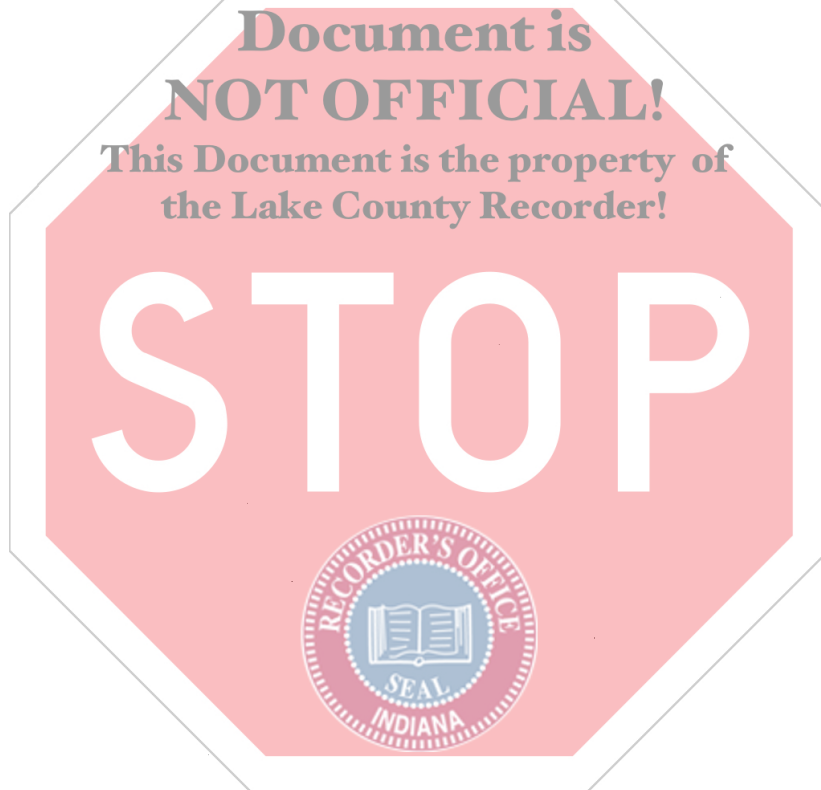 Document is
NOT OFFICIAL!
This Document is the property of
the Lake County Recorder!
STOP
RECORDER'S OFFICE
SEAL
INDIANA